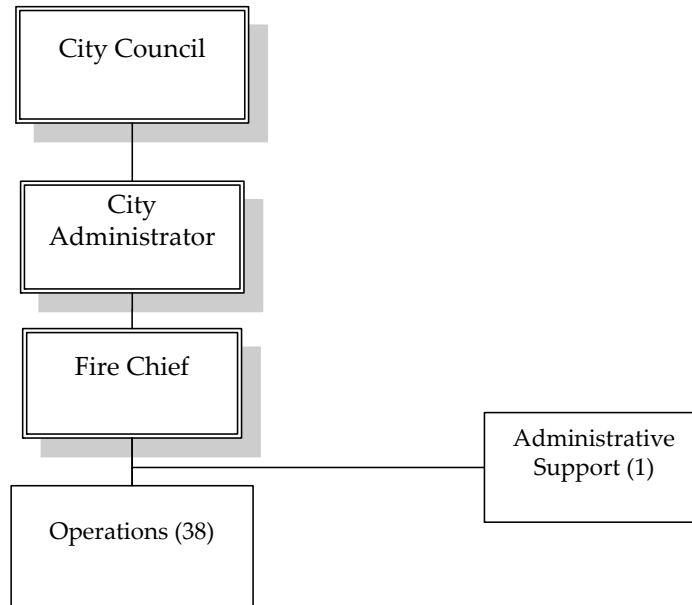 City Council
City
Administrator
Fire Chief
Administrative
Support (1)
Operations (38)